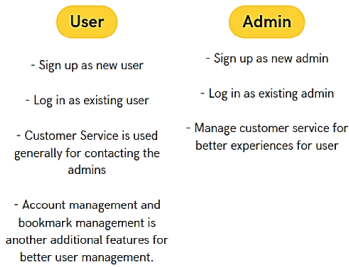 User
- Sign up as new user
- Log in as existing user
- Customer Service is used
generally for contacting the
admins
- Account management and
bookmark management is
another additional features for
better user management.
Admin
- Sign up as new admin
- Log in as existing admin
- Manage customer service for
better experiences for user